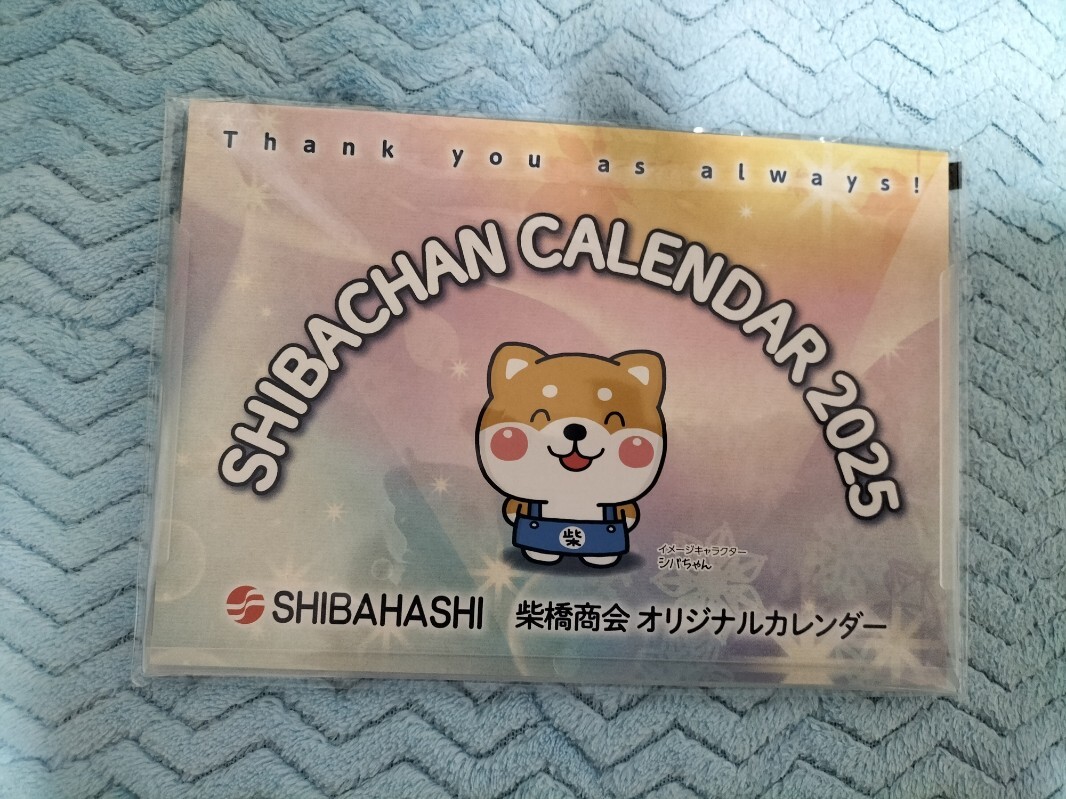 Thank you as always!
SHIBACHAN CALENDAR 2025
柴
イメージキャラクター
シバちゃん
SHIBAHASHI 柴橋商会 オリジナルカレンダー